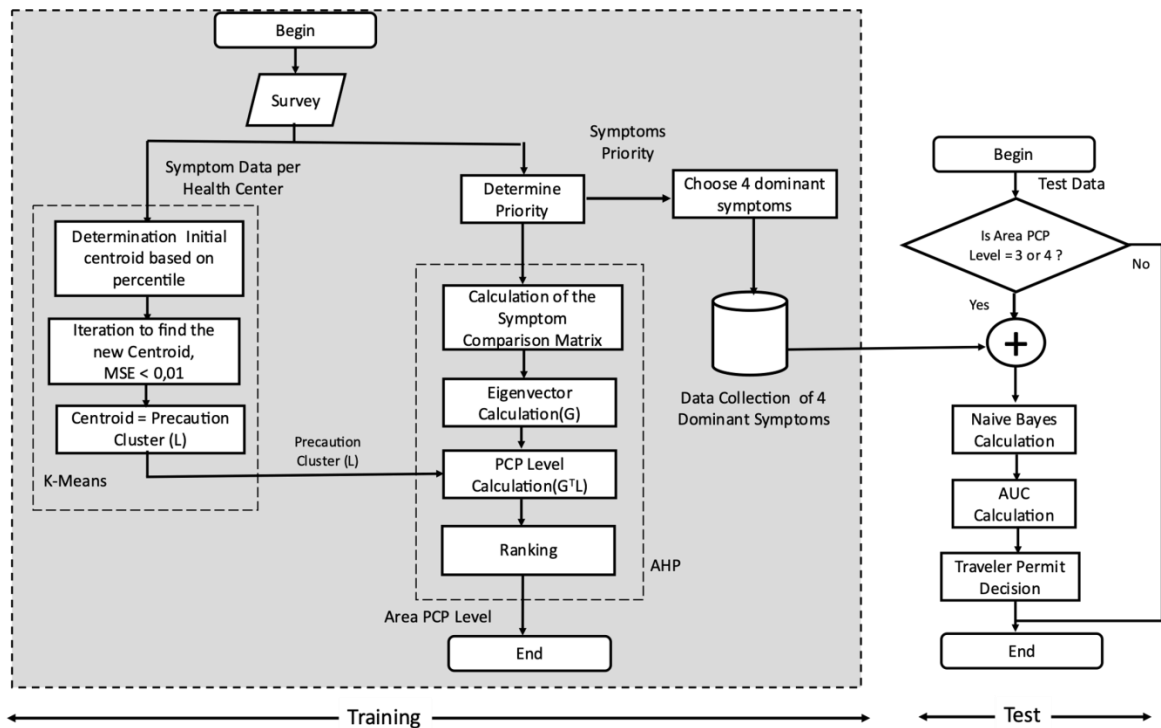 Begin
Survey
Symptom Data per
Health Center
Determination Initial
centroid based on
percentile
Iteration to find the
new Centroid,
MSE < 0,01
Centroid = Precaution
Cluster (L)
K-Means
Precaution
Cluster (L)
Determine
Priority
Symptoms
Priority
Choose 4 dominant
symptoms
Calculation of the
Symptom
Comparison Matrix
Eigenvector
Calculation(G)
PCP Level
Calculation(GᵀL)
Ranking
AHP
Area PCP Level
End
Data Collection of 4
Dominant Symptoms
Training
Begin
Test Data
Is Area PCP
Level = 3 or 4 ?
No
Yes
+
Naive Bayes
Calculation
AUC
Calculation
Traveler Permit
Decision
End
Test